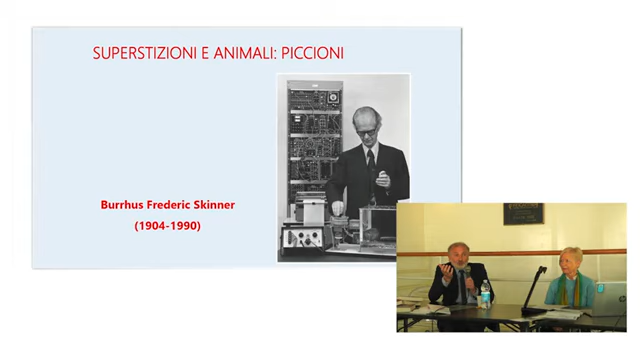 SUPERSTIZIONI E ANIMALI: PICCIONI
Burrhus Frederic Skinner
(1904-1990)